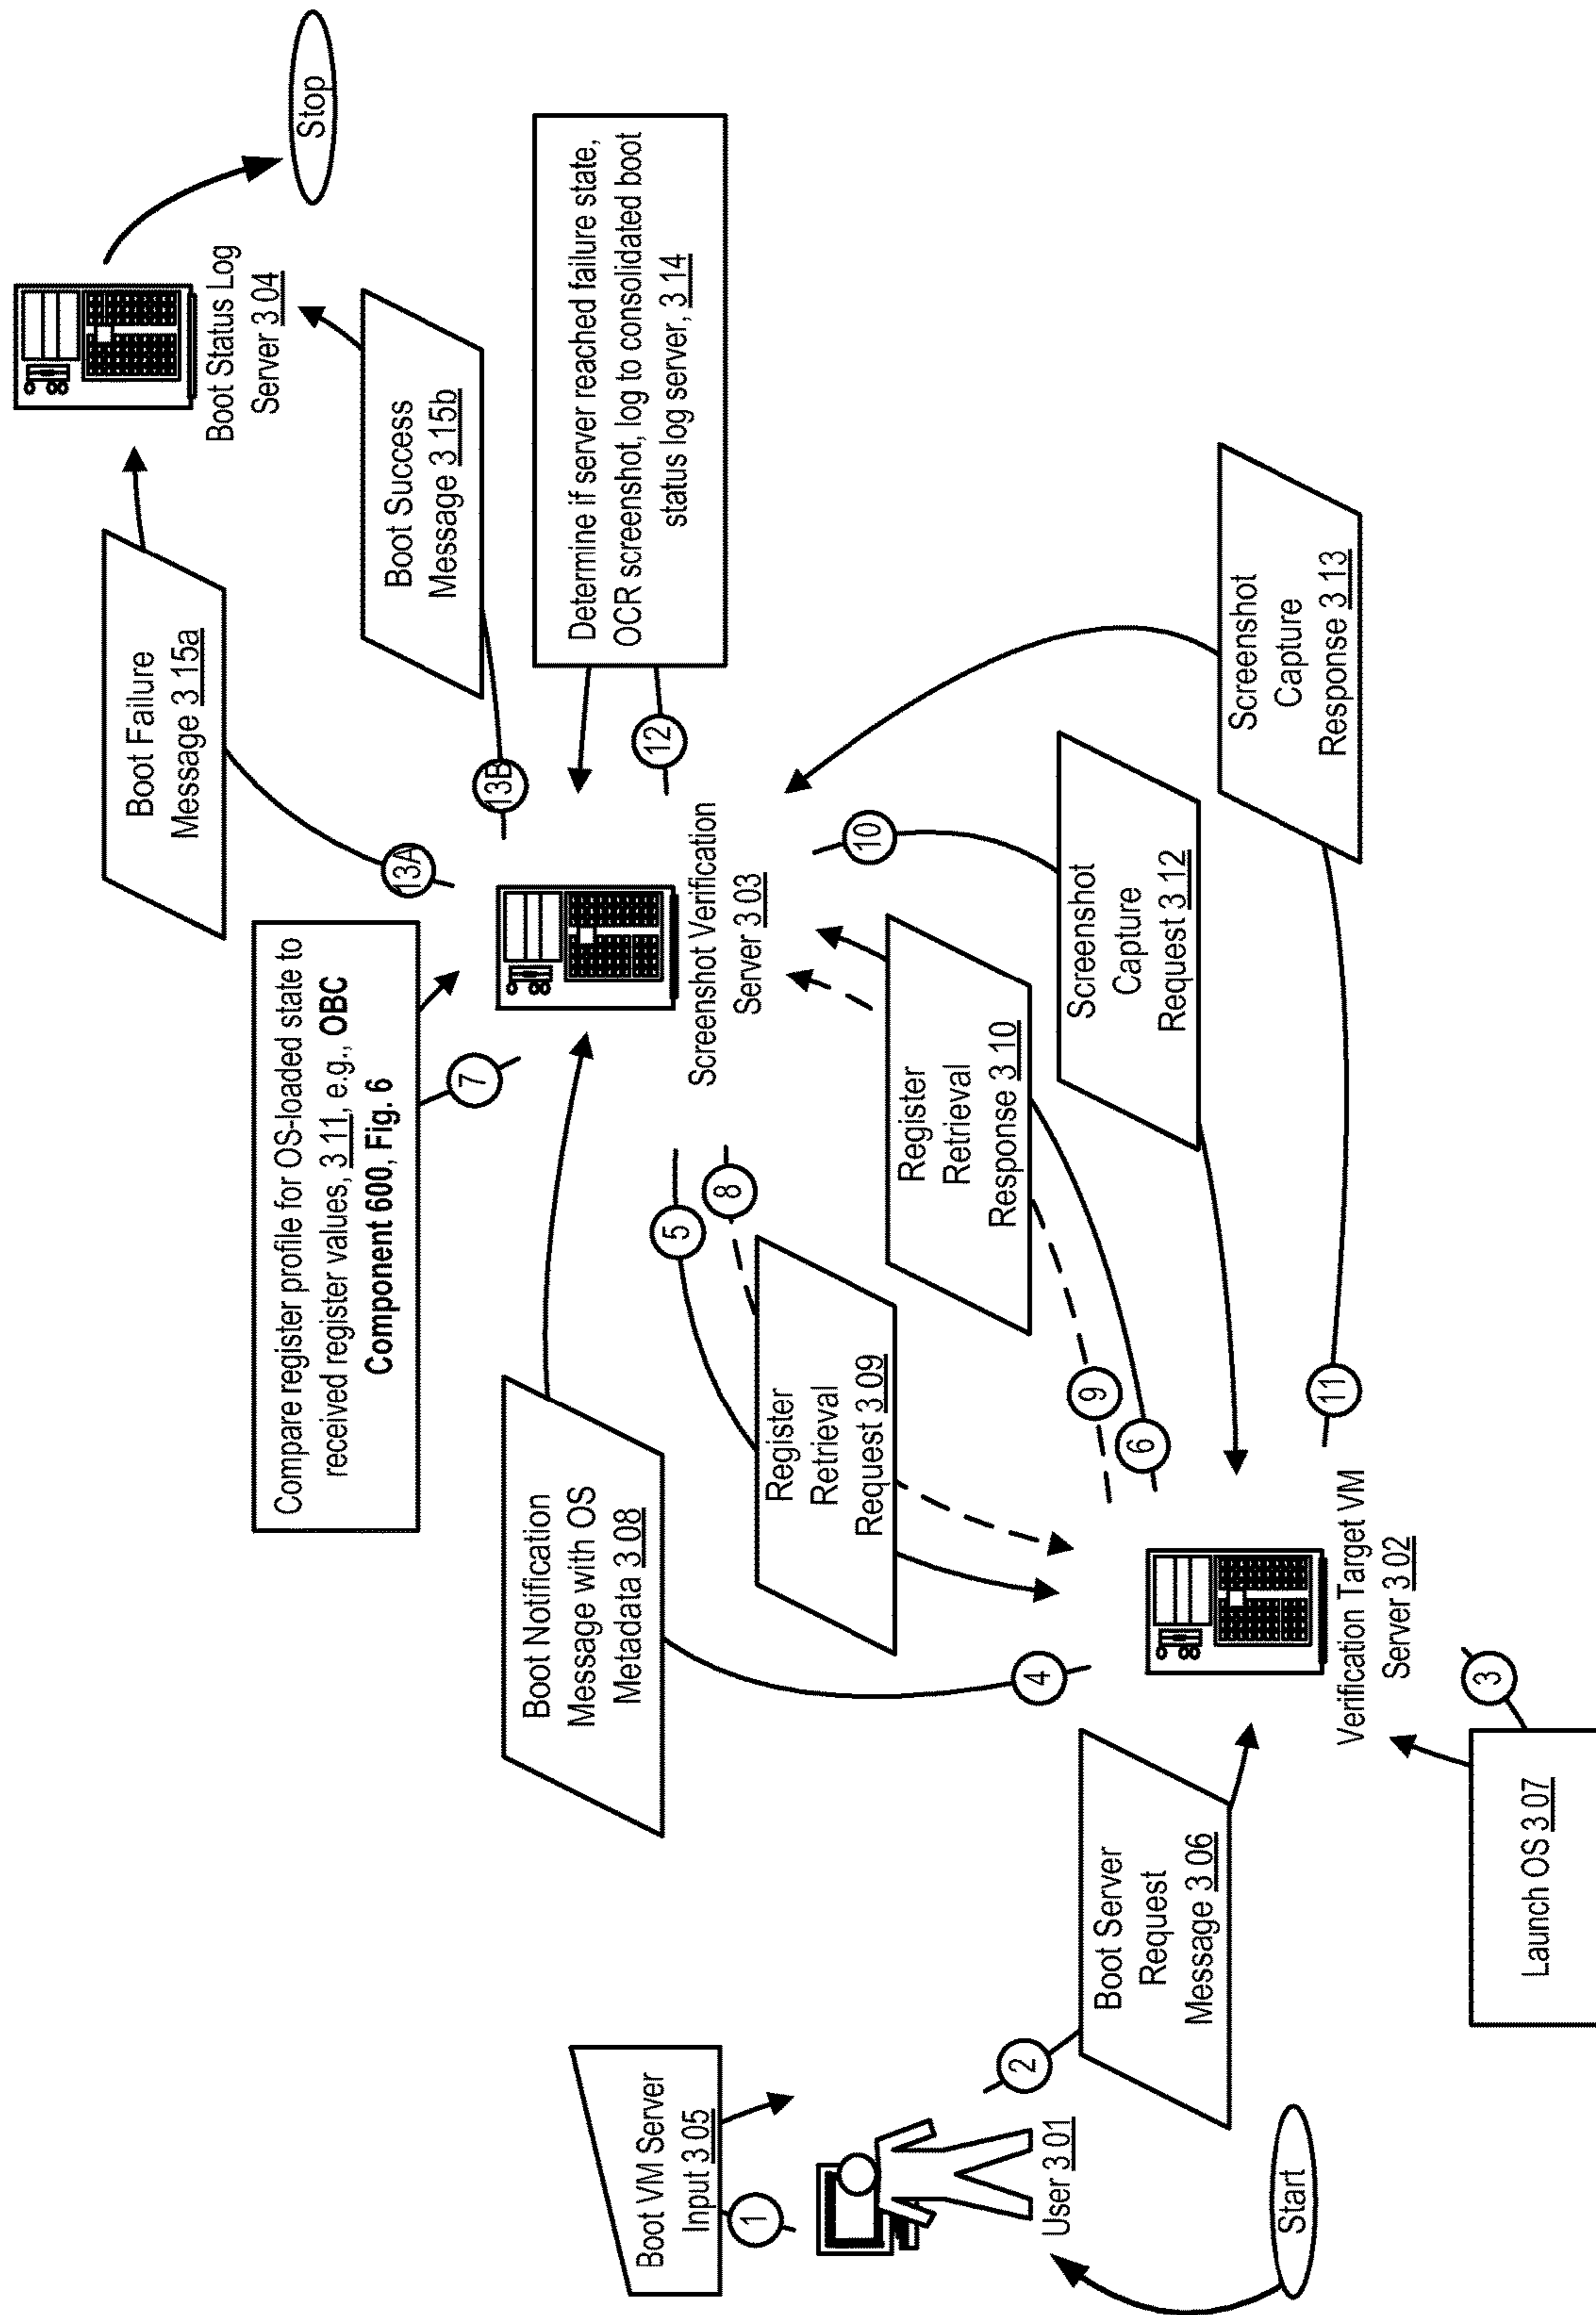 Start
User 3 01
1
Boot VM Server
Input 3 05
2
Boot Server
Request
Message 3 06
Verification Target VM
Server 3 02
3
Launch OS 3 07
4
Boot Notification
Message with OS
Metadata 3 08
5
8
Register
Retrieval
Request 3 09
9
6
Register
Retrieval
Response 3 10
Screenshot Verification
Server 3 03
7
Compare register profile for OS-loaded state to
received register values, 3 11, e.g., OBC
Component 600, Fig. 6
10
Screenshot
Capture
Request 3 12
11
Screenshot
Capture
Response 3 13
12
Determine if server reached failure state,
OCR screenshot, log to consolidated boot
status log server, 3 14
13A
Boot Failure
Message 3 15a
13B
Boot Success
Message 3 15b
Boot Status Log
Server 3 04
Stop